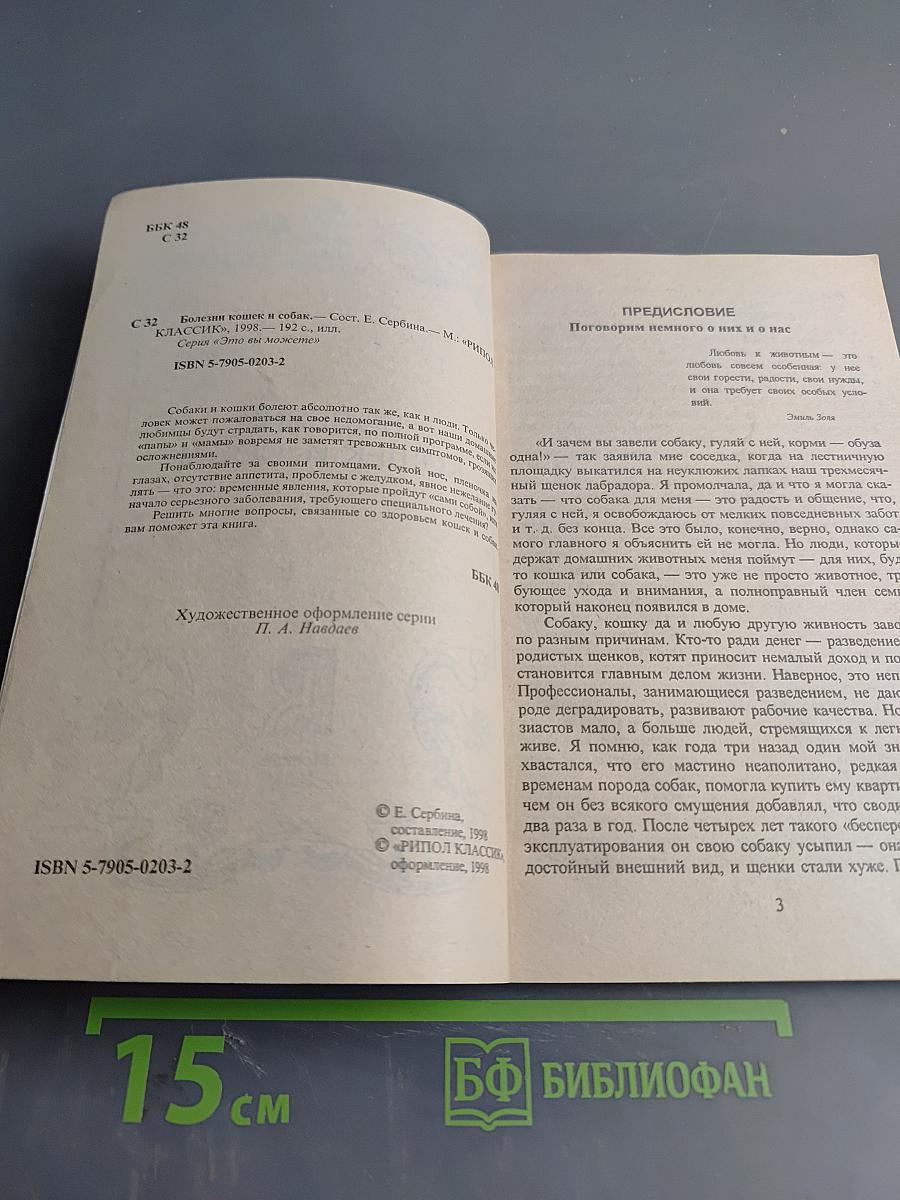 ББК 48
С 32
С 32 Болезни кошек и собак.— Сост. Е. Сербина.— М.: «РИПОЛ
КЛАССИК», 1998.— 192 с., илл.
Серия «Это вы можете»
ISBN 5-7905-0203-2
Собаки и кошки болеют абсолютно так же, как и люди. Только
ловек может пожаловаться на свое недомогание, а вот наши домашние
любимцы будут страдать, как говорится, по полной программе, если их
«папы» и «мамы» вовремя не заметят тревожных симптомов, грозящих
осложнениями.
Понаблюдайте за своими питомцами. Сухой нос, пленочка на
глазах, отсутствие аппетита, проблемы с желудком, явное нежелание гу
лять — что это: временные явления, которые пройдут «сами собой» или
начало серьезного заболевания, требующего специального лечения?
Решить многие вопросы, связанные со здоровьем кошек и собак
вам поможет эта книга.
ББК 48
Художественное оформление серии
П. А. Навдаев
© Е. Сербина,
составление, 1998
© «РИПОЛ КЛАССИК»,
оформление, 1998
ISBN 5-7905-0203-2
ПРЕДИСЛОВИЕ
Поговорим немного о них и о нас
Любовь к животным — это
любовь совсем особенная: у нее
свои горести, радости, свои нужды,
и она требует своих особых усло-
вий.
Эмиль Золя
«И зачем вы завели собаку, гуляй с ней, корми — обуза
одна!» — так заявила мне соседка, когда на лестничную
площадку выкатился на неуклюжих лапках наш трехмесяч-
ный щенок лабрадора. Я промолчала, да и что я могла ска-
зать — что собака для меня — это радость и общение, что,
гуляя с ней, я освобождаюсь от мелких повседневных забот
и т. д. без конца. Все это было, конечно, верно, однако са-
мого главного я объяснить ей не могла. Но люди, которы
держат домашних животных меня поймут — для них, буд
то кошка или собака, — это уже не просто животное, тр
бующее ухода и внимания, а полноправный член семь
который наконец появился в доме.
Собаку, кошку да и любую другую живность заво
по разным причинам. Кто-то ради денег — разведение
родистых щенков, котят приносит немалый доход и по
становится главным делом жизни. Наверное, это неп
Профессионалы, занимающиеся разведением, не даю
роде деградировать, развивают рабочие качества. Но
зиастов мало, а больше людей, стремящихся к легк
живе. Я помню, как года три назад один мой зн
хвастался, что его мастино неаполитано, редкая
временам порода собак, помогла купить ему кварти
чем он без всякого смущения добавлял, что сводит
два раза в год. После четырех лет такого «беспере
эксплуатирования он свою собаку усыпил — она
достойный внешний вид, и щенки стали хуже. П
3
15 см
БФ БИБЛИОФАН